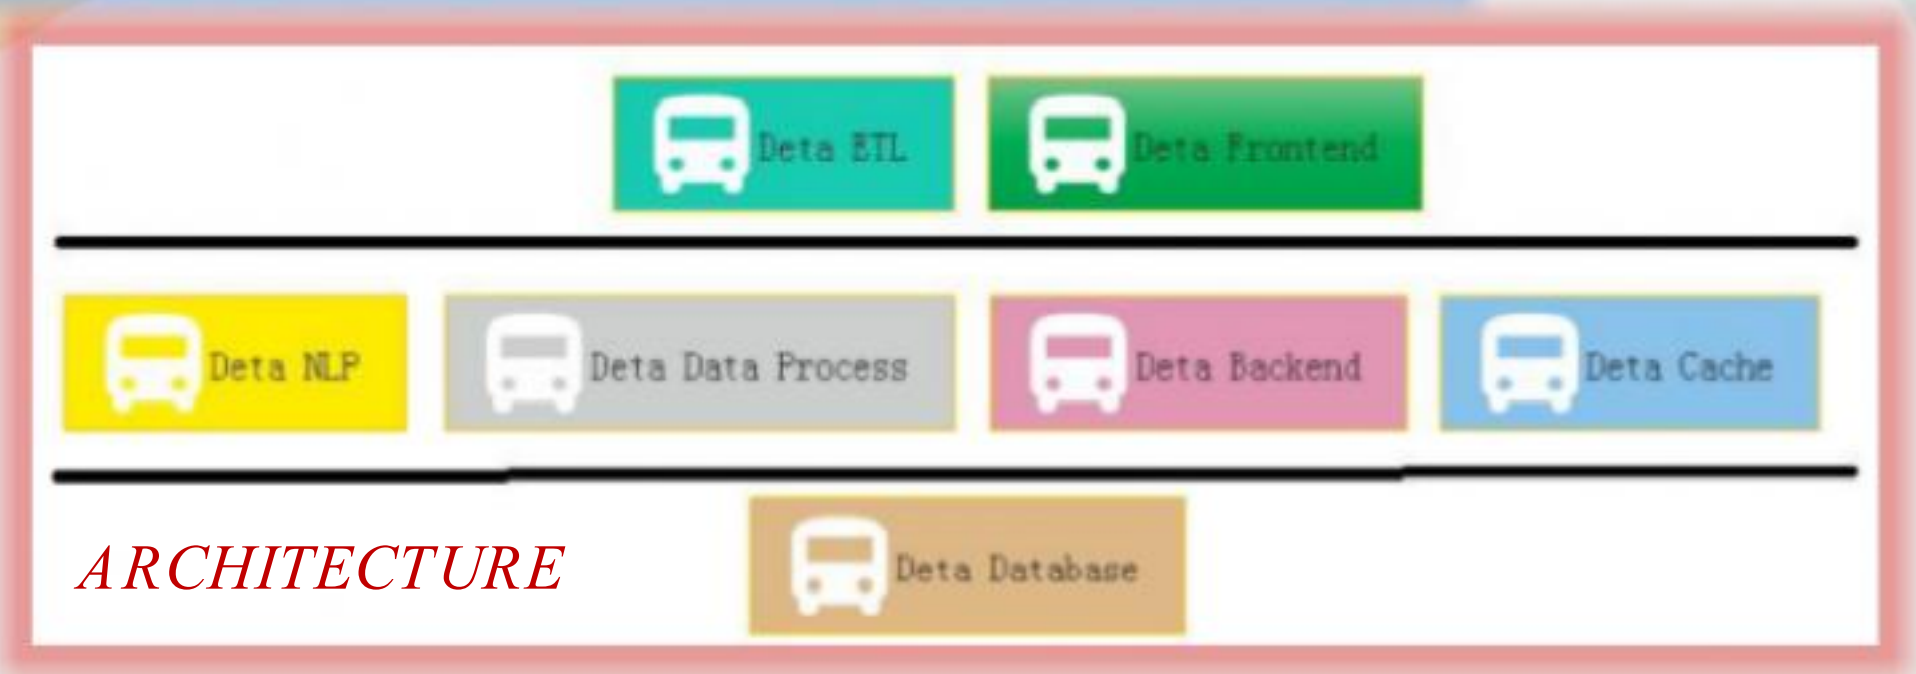 Deta ETL
Deta Frontend
Deta NLP
Deta Data Process
Deta Backend
Deta Cache
ARCHITECTURE
Deta Database